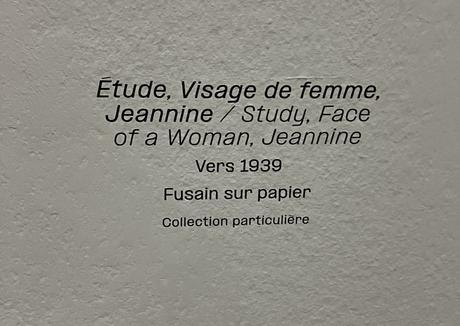 Étude, Visage de femme,
Jeannine / Study, Face
of a Woman, Jeannine
Vers 1939
Fusain sur papier
Collection particulière